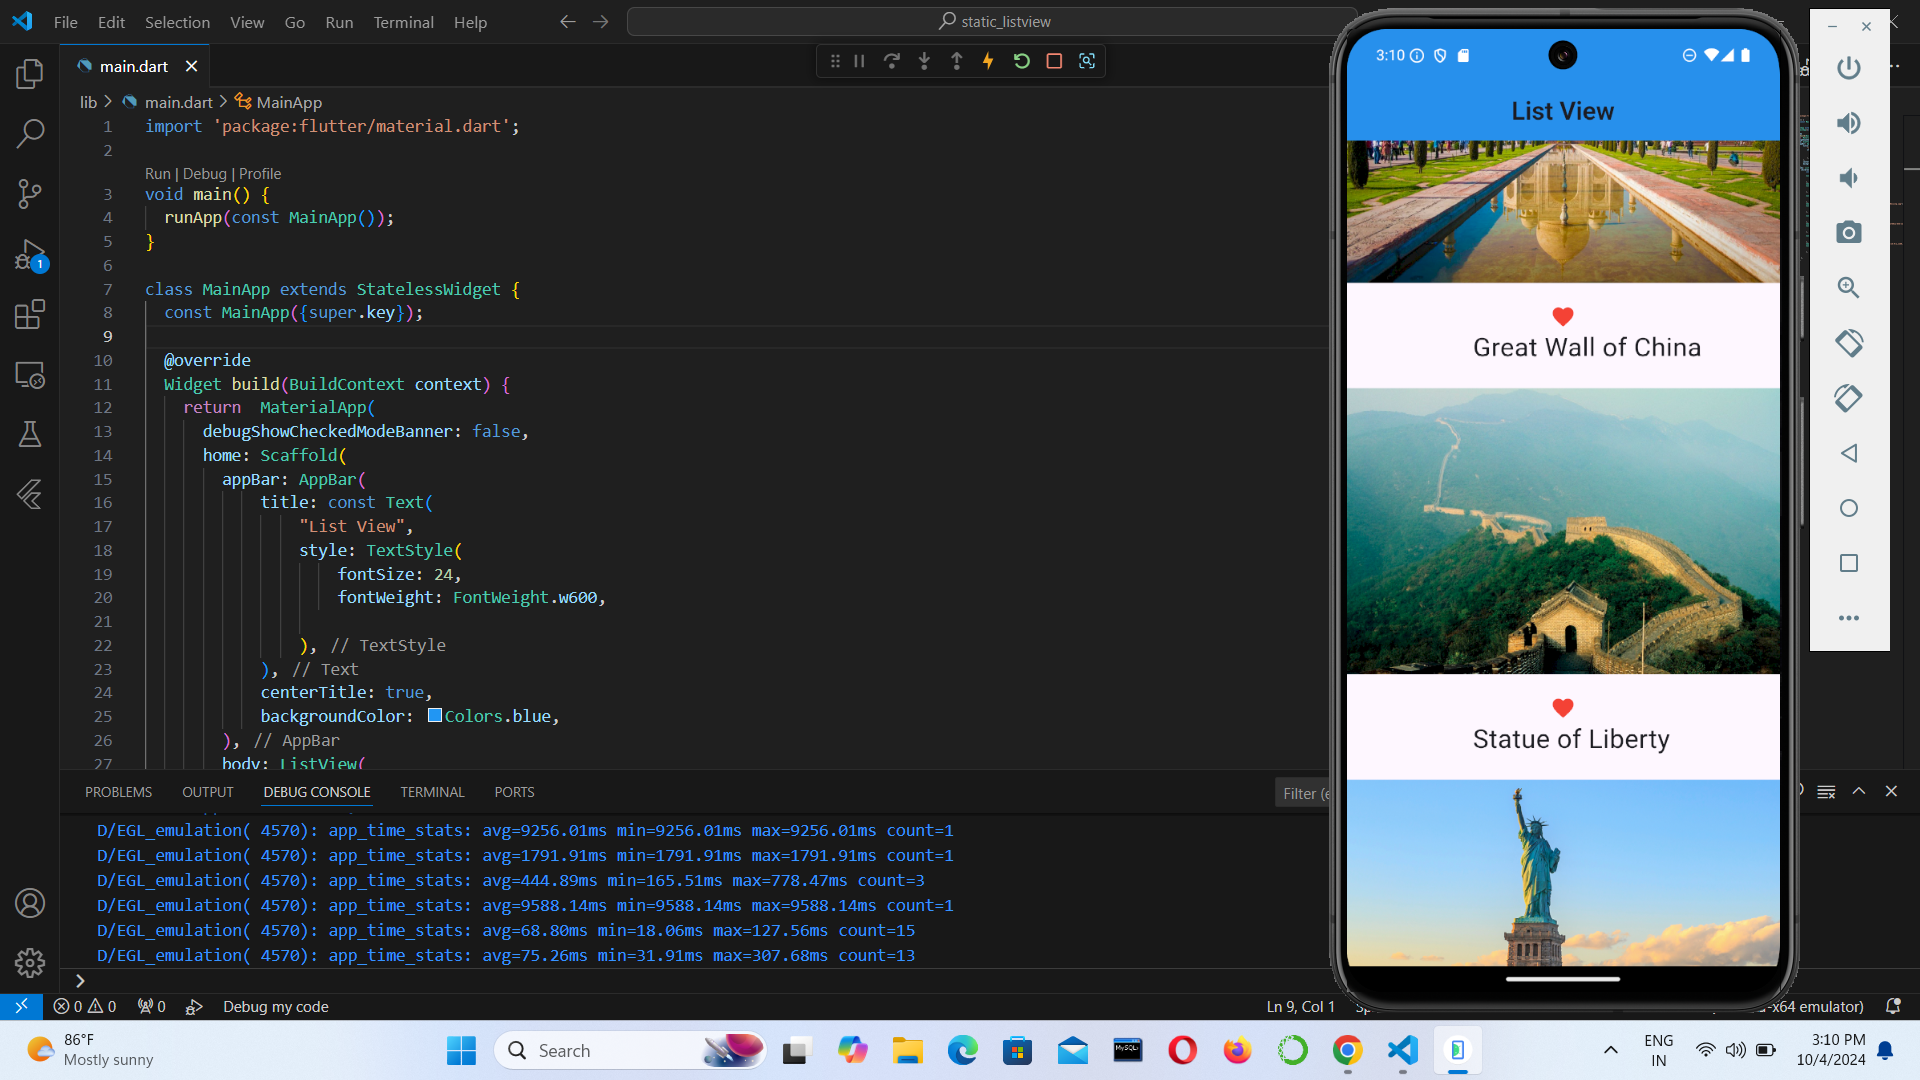 File Edit Selection View Go Run Terminal Help
static_listview
main.dart
lib > main.dart > MainApp
1 import 'package:flutter/material.dart';
2
Run | Debug | Profile
3 void main() {
4 runApp(const MainApp());
5 }
6
7 class MainApp extends StatelessWidget {
8 const MainApp({super.key});
9
10 @override
11 Widget build(BuildContext context) {
12 return  MaterialApp(
13 debugShowCheckedModeBanner: false,
14 home: Scaffold(
15 appBar: AppBar(
16 title: const Text(
17 "List View",
18 style: TextStyle(
19 fontSize: 24,
20 fontWeight: FontWeight.w600,
21
22 ), // TextStyle
23 ), // Text
24 centerTitle: true,
25 backgroundColor: Colors.blue,
26 ), // AppBar
27 body: ListView(
1
PROBLEMS OUTPUT DEBUG CONSOLE TERMINAL PORTS
Filter (e
D/EGL_emulation( 4570): app_time_stats: avg=9256.01ms min=9256.01ms max=9256.01ms count=1
D/EGL_emulation( 4570): app_time_stats: avg=1791.91ms min=1791.91ms max=1791.91ms count=1
D/EGL_emulation( 4570): app_time_stats: avg=444.89ms min=165.51ms max=778.47ms count=3
D/EGL_emulation( 4570): app_time_stats: avg=9588.14ms min=9588.14ms max=9588.14ms count=1
D/EGL_emulation( 4570): app_time_stats: avg=68.80ms min=18.06ms max=127.56ms count=15
D/EGL_emulation( 4570): app_time_stats: avg=75.26ms min=31.91ms max=307.68ms count=13
0 0 0 Debug my code
Ln 9, Col 1
-x64 emulator)
3:10
List View
Great Wall of China
Statue of Liberty
86°F
Mostly sunny
Search
MySQL
ENG
IN
3:10 PM
10/4/2024